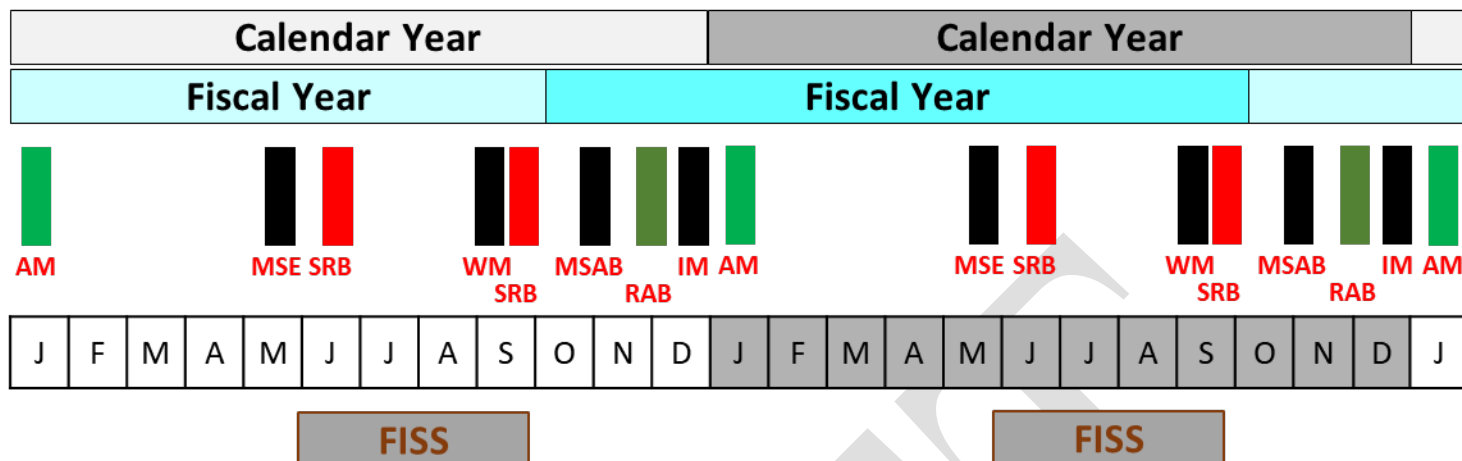 Calendar Year Calendar Year
Fiscal Year Fiscal Year
AM MSE SRB WM MSAB IM AM MSE SRB WM MSAB IM AM
SRB RAB SRB RAB
J F M A M J J A S O N D J F M A M J J A S O N D J
FISS FISS